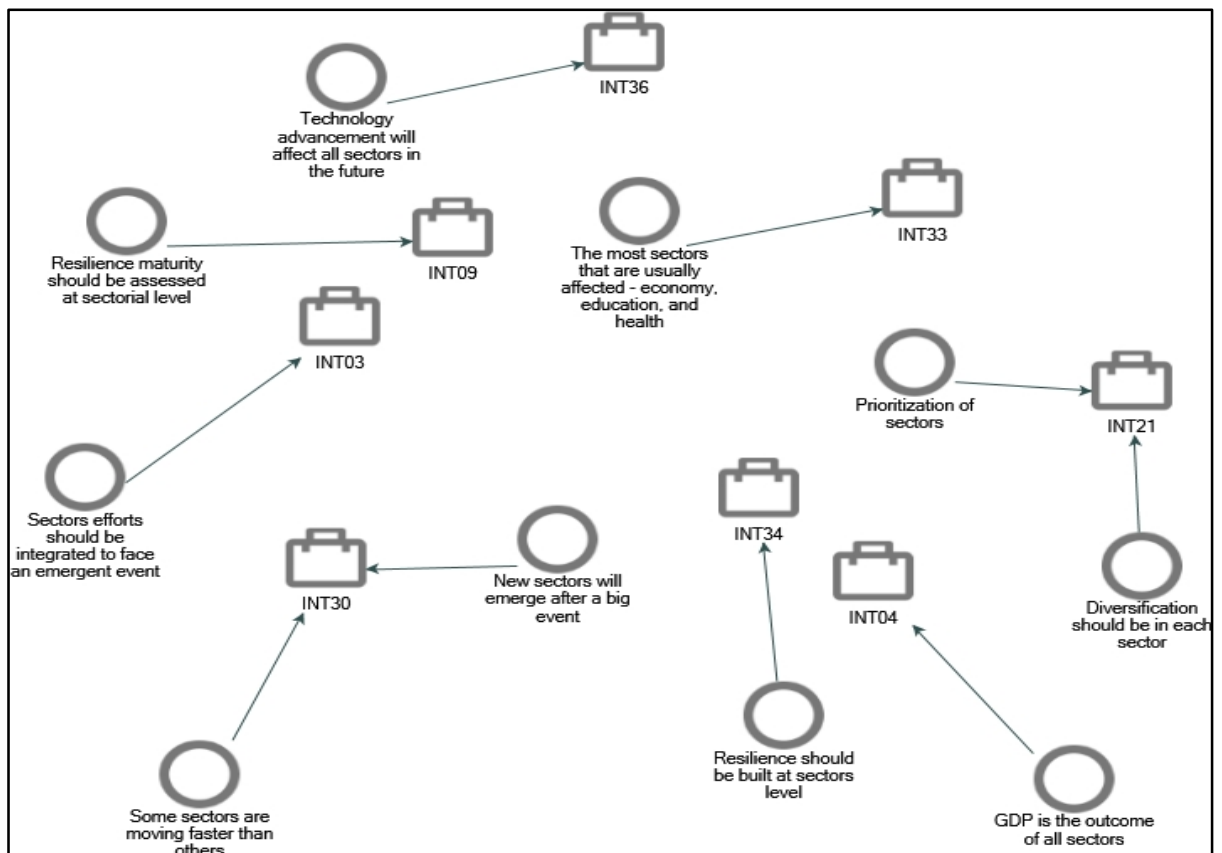 INT36
Technology
advancement will
affect all sectors in
the future
INT33
INT09
Resilience maturity
should be assessed
at sectorial level
The most sectors
that are usually
affected - economy,
education, and
health
INT03
Prioritization of
sectors
INT21
Sectors efforts
should be
integrated to face
an emergent event
INT34
New sectors will
emerge after a big
event
INT30
INT04
Diversification
should be in each
sector
Resilience should
be built at sectors
level
Some sectors are
moving faster than
others
GDP is the outcome
of all sectors